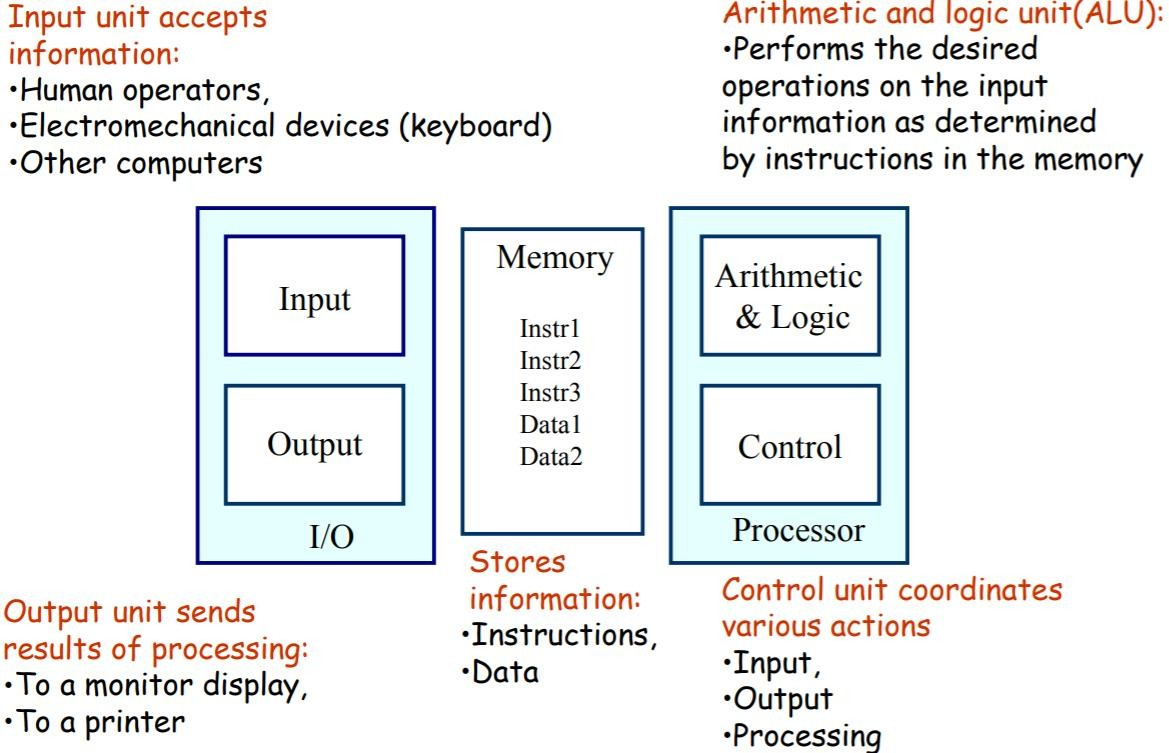 Input unit accepts
information:
•Human operators,
•Electromechanical devices (keyboard)
•Other computers
Arithmetic and logic unit(ALU):
•Performs the desired
operations on the input
information as determined
by instructions in the memory
Input
Output
I/O
Memory
Instr1
Instr2
Instr3
Data1
Data2
Arithmetic
& Logic
Control
Processor
Output unit sends
results of processing:
•To a monitor display,
•To a printer
Stores
information:
•Instructions,
•Data
Control unit coordinates
various actions
•Input,
•Output
•Processing